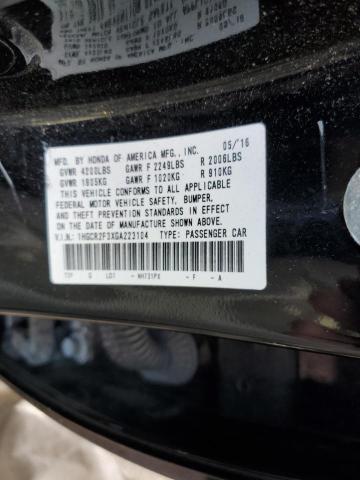 MFD. BY HONDA OF AMERICA MFG., INC. 05/16
GVWR 4200LBS GAWR F 2249LBS R 2006LBS
GVWR 1905KG GAWR F 1020KG R 910KG
THIS VEHICLE CONFORMS TO ALL APPLICABLE
FEDERAL MOTOR VEHICLE SAFETY, BUMPER,
AND THEFT PREVENTION STANDARDS IN EFFECT
ON THE DATE OF MANUFACTURE SHOWN ABOVE.
V.I.N.: 1HGCR2F3XGA223104 TYPE: PASSENGER CAR
NH731PX - F - A